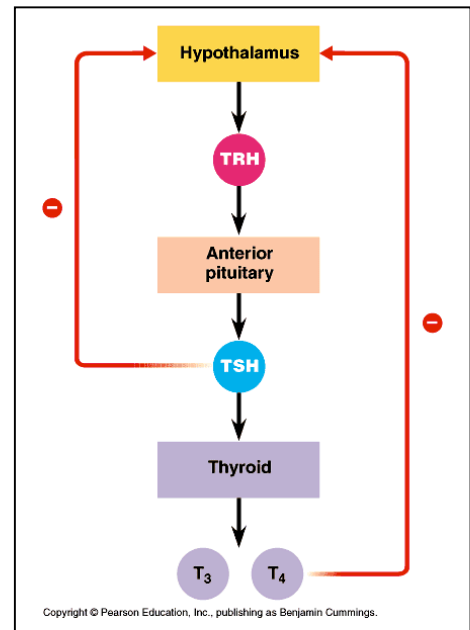 Hypothalamus
TRH
−
Anterior
pituitary
−
TSH
Thyroid
T₃ T₄
Copyright © Pearson Education, Inc., publishing as Benjamin Cummings.